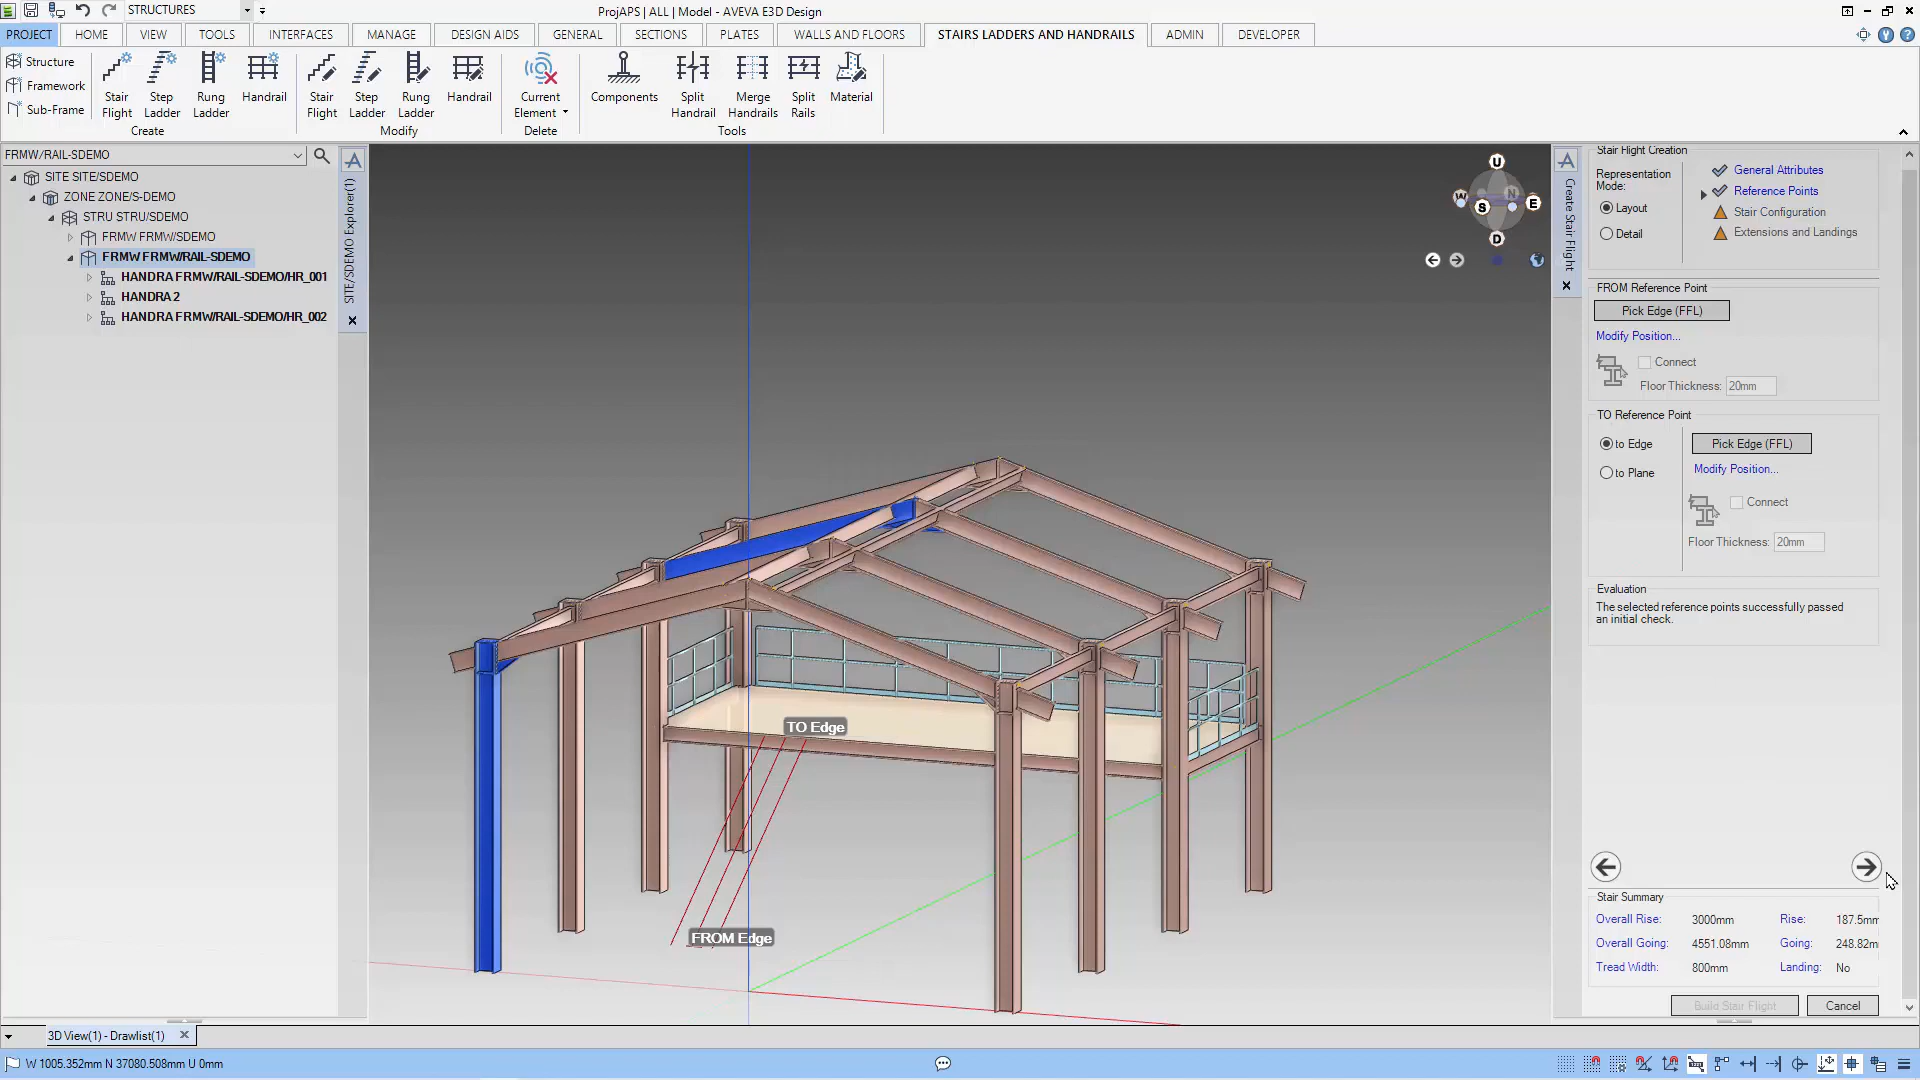 STRUCTURES
ProjAPS | ALL | Model - AVEVA E3D Design
PROJECT
HOME
VIEW
TOOLS
INTERFACES
MANAGE
DESIGN AIDS
GENERAL
SECTIONS
PLATES
WALLS AND FLOORS
STAIRS LADDERS AND HANDRAILS
ADMIN
DEVELOPER
Structure
Framework
Sub-Frame
Stair Flight
Step Ladder
Rung Ladder
Handrail
Create
Stair Flight
Step Ladder
Rung Ladder
Handrail
Modify
Current Element
Delete
Components
Split Handrail
Merge Handrails
Split Rails
Material
Tools
FRMW/RAIL-SDEMO
SITE SITE/SDEMO
ZONE ZONE/S-DEMO
STRU STRU/SDEMO
FRMW FRMW/SDEMO
FRMW FRMW/RAIL-SDEMO
HANDRA FRMW/RAIL-SDEMO/HR_001
HANDRA 2
HANDRA FRMW/RAIL-SDEMO/HR_002
SITE/SDEMO Explorer(1)
U
W
N
S
E
D
TO Edge
FROM Edge
Create Stair Flight
Stair Flight Creation
Representation Mode:
Layout
Detail
General Attributes
Reference Points
Stair Configuration
Extensions and Landings
FROM Reference Point
Pick Edge (FFL)
Modify Position...
Connect
Floor Thickness: 20mm
TO Reference Point
to Edge
Pick Edge (FFL)
to Plane
Modify Position...
Connect
Floor Thickness: 20mm
Evaluation
The selected reference points successfully passed
an initial check.
Stair Summary
Overall Rise: 3000mm Rise: 187.5mm
Overall Going: 4551.08mm Going: 248.82m
Tread Width: 800mm Landing: No
Build Stair Flight
Cancel
3D View(1) - Drawlist(1)
W 1005.352mm N 37080.508mm U 0mm